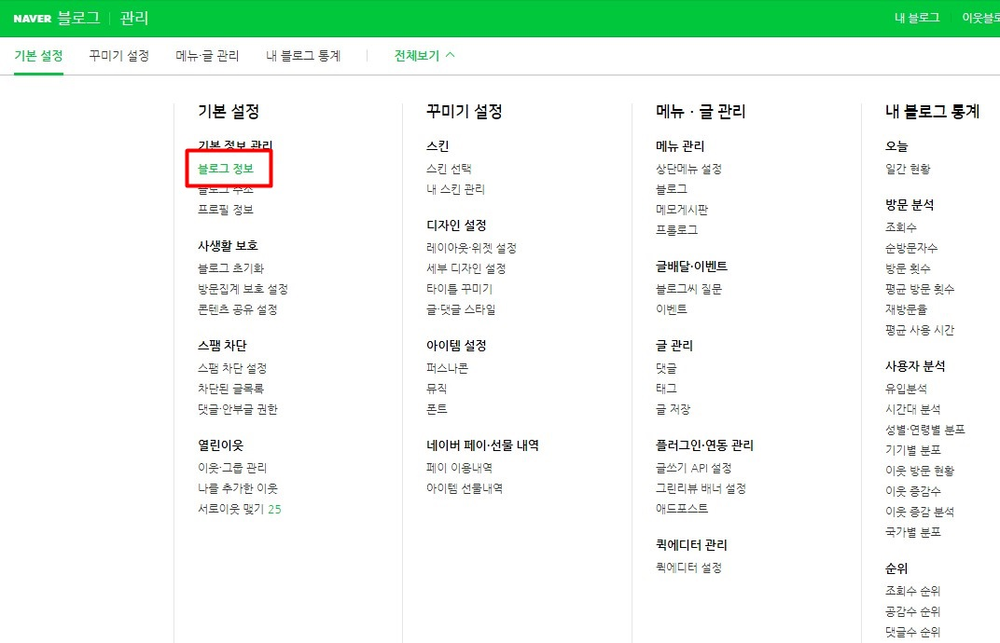 NAVER 블로그 관리 내 블로그 이웃블로
기본 설정 꾸미기 설정 메뉴·글 관리 내 블로그 통계 전체보기
기본 설정
기본 정보 관리
블로그 정보
블로그 주소
프로필 정보
사생활 보호
블로그 초기화
방문집계 보호 설정
콘텐츠 공유 설정
스팸 차단
스팸 차단 설정
차단된 글목록
댓글·안부글 권한
열린이웃
이웃·그룹 관리
나를 추가한 이웃
서로이웃 맺기 25
꾸미기 설정
스킨
스킨 선택
내 스킨 관리
디자인 설정
레이아웃·위젯 설정
세부 디자인 설정
타이틀 꾸미기
글·댓글 스타일
아이템 설정
퍼스나콘
뮤직
폰트
네이버 페이·선물 내역
페이 이용내역
아이템 선물내역
메뉴 · 글 관리
메뉴 관리
상단메뉴 설정
블로그
메모게시판
프롤로그
글배달·이벤트
블로그씨 질문
이벤트
글 관리
댓글
태그
글 저장
플러그인·연동 관리
글쓰기 API 설정
그린리뷰 배너 설정
애드포스트
퀵에디터 관리
퀵에디터 설정
내 블로그 통계
오늘
일간 현황
방문 분석
조회수
순방문자수
방문 횟수
평균 방문 횟수
재방문율
평균 사용 시간
사용자 분석
유입분석
시간대 분석
성별·연령별 분포
기기별 분포
이웃 방문 현황
이웃 증감수
이웃 증감 분석
국가별 분포
순위
조회수 순위
공감수 순위
댓글수 순위